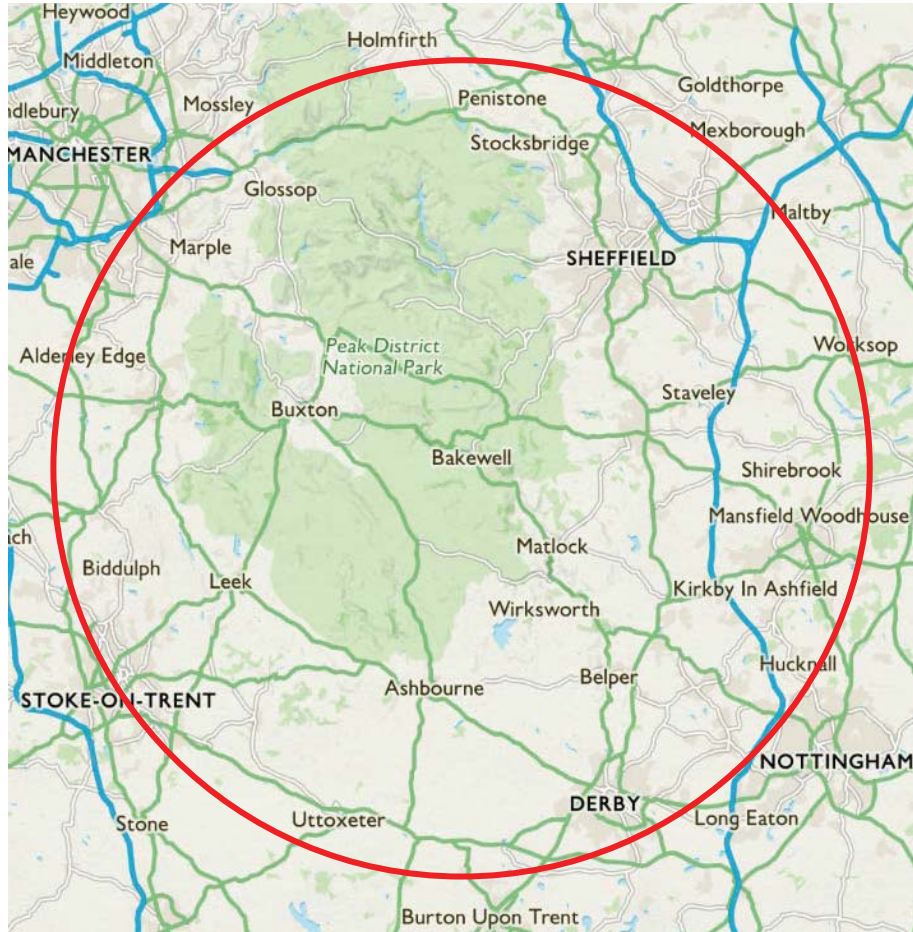 Heywood
Holmfirth
Middleton
Goldthorpe
Penistone
Mossley
ndlebury
Mexborough
Stocksbridge
MANCHESTER
Glossop
Maltby
Marple
SHEFFIELD
ale
Worksop
Peak District
National Park
Alderley Edge
Staveley
Buxton
Bakewell
Shirebrook
Mansfield Woodhouse
ach
Matlock
Biddulph
Leek
Kirkby In Ashfield
Wirksworth
Hucknall
Belper
Ashbourne
STOKE-ON-TRENT
NOTTINGHAM
DERBY
Uttoxeter
Long Eaton
Stone
Burton Upon Trent